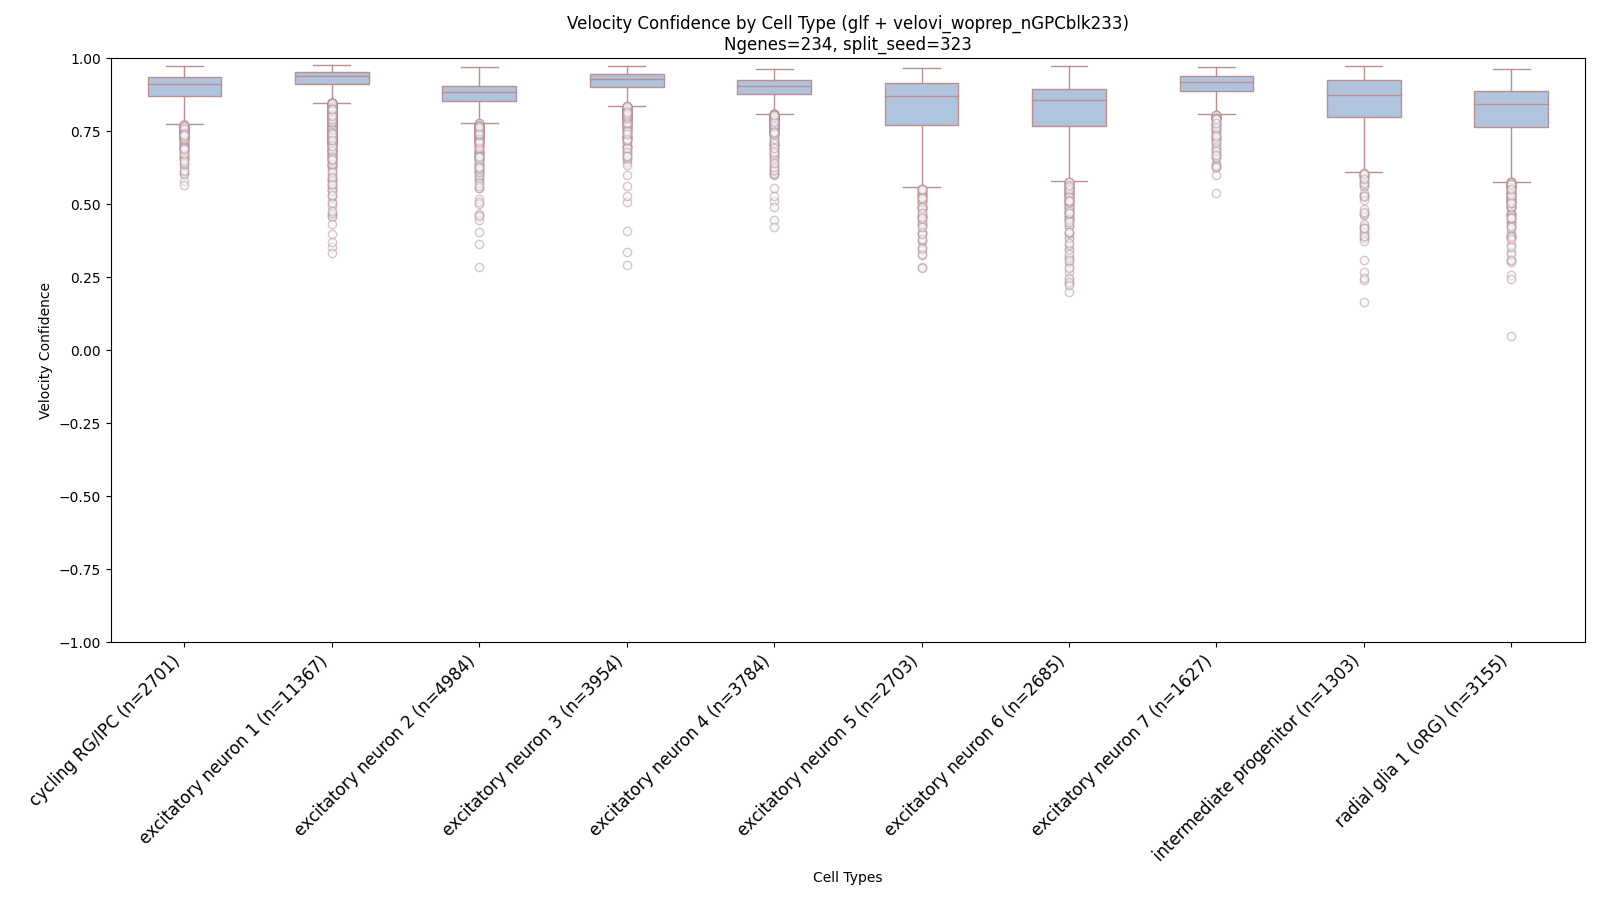 Velocity Confidence by Cell Type (glf + velovi_woprep_nGPCblk233)
Ngenes=234, split_seed=323
1.00
0.75
0.50
0.25
0.00
−0.25
−0.50
−0.75
−1.00
Velocity Confidence
cycling RG/IPC (n=2701)
excitatory neuron 1 (n=11367)
excitatory neuron 2 (n=4984)
excitatory neuron 3 (n=3954)
excitatory neuron 4 (n=3784)
excitatory neuron 5 (n=2703)
excitatory neuron 6 (n=2685)
excitatory neuron 7 (n=1627)
intermediate progenitor (n=1303)
radial glia 1 (oRG) (n=3155)
Cell Types